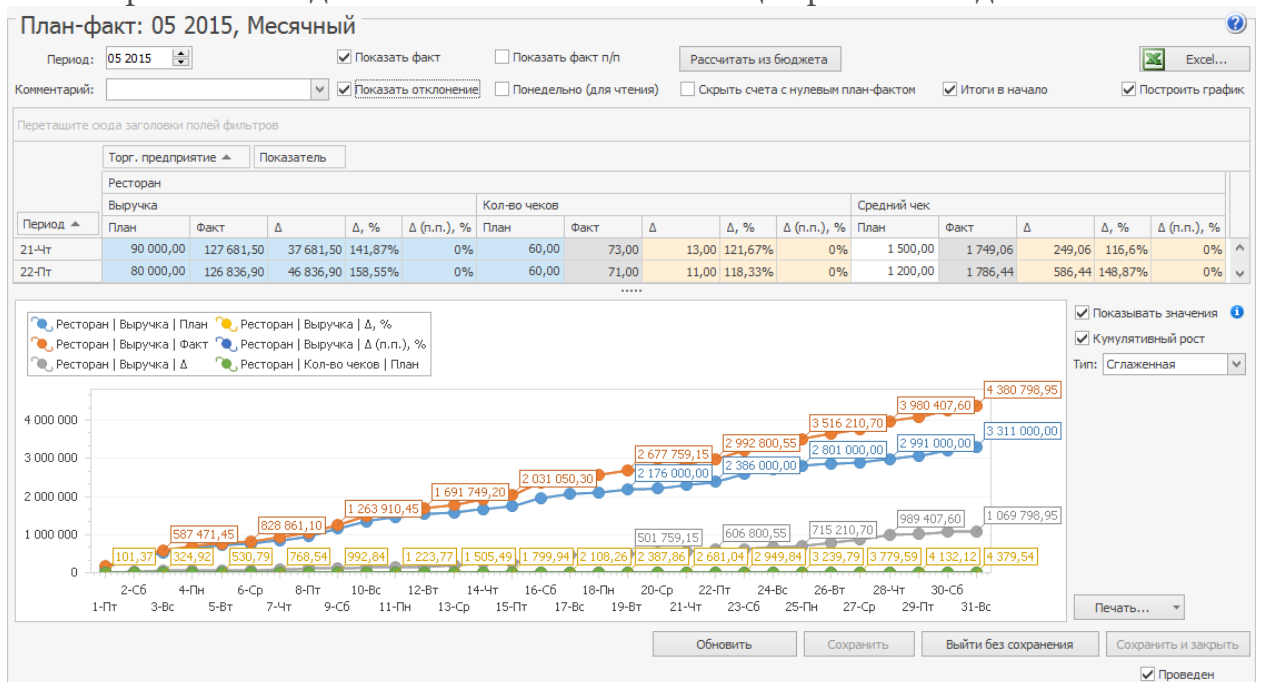 План-факт: 05 2015, Месячный
Период: 05 2015 Показать факт Показать факт п/п Рассчитать из бюджета Excel...
Комментарий: Показать отклонение Понедельно (для чтения) Скрыть счета с нулевым план-фактом Итоги в начало Построить график
Перетащите сюда заголовки полей фильтров
Торг. предприятие Показатель
Ресторан
Выручка Кол-во чеков Средний чек
Период План Факт Δ Δ, % Δ (п.п.), % План Факт Δ Δ, % Δ (п.п.), % План Факт Δ Δ, % Δ (п.п.), %
21-Чт 90 000,00 127 681,50 37 681,50 141,87% 0% 60,00 73,00 13,00 121,67% 0% 1 500,00 1 749,06 249,06 116,6% 0%
22-Пт 80 000,00 126 836,90 46 836,90 158,55% 0% 60,00 71,00 11,00 118,33% 0% 1 200,00 1 786,44 586,44 148,87% 0%
Ресторан | Выручка | План Ресторан | Выручка | Δ, %
Ресторан | Выручка | Факт Ресторан | Выручка | Δ (п.п.), %
Ресторан | Выручка | Δ Ресторан | Кол-во чеков | План
Показывать значения
Кумулятивный рост
Тип: Сглаженная
4 000 000
3 000 000
2 000 000
1 000 000
0
587 471,45 828 861,10 1 263 910,45 1 691 749,20 2 031 050,30 2 677 759,15 2 992 800,55 3 516 210,70 3 980 407,60 4 380 798,95
2 176 000,00 2 386 000,00 2 801 000,00 2 991 000,00 3 311 000,00
501 759,15 606 800,55 715 210,70 989 407,60 1 069 798,95
101,37 324,92 530,79 768,54 992,84 1 223,77 1 505,49 1 799,94 2 108,26 2 387,86 2 681,04 2 949,84 3 239,79 3 779,59 4 132,12 4 379,54
2-Сб 4-Пн 6-Ср 8-Пт 10-Вс 12-Вт 14-Чт 16-Сб 18-Пн 20-Ср 22-Пт 24-Вс 26-Вт 28-Чт 30-Сб
1-Пт 3-Вс 5-Вт 7-Чт 9-Сб 11-Пн 13-Ср 15-Пт 17-Вс 19-Вт 21-Чт 23-Сб 25-Пн 27-Ср 29-Пт 31-Вс
Печать...
Обновить Сохранить Выйти без сохранения Сохранить и закрыть
Проведен